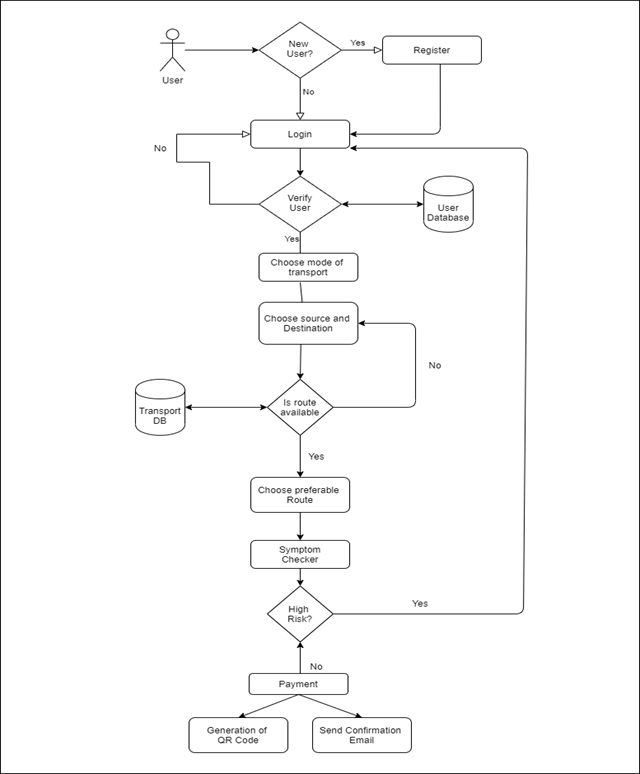 New
User?
Yes
Register
User
No
Login
No
Verify
User
User
Database
Yes
Choose mode of
transport
Choose source and
Destination
No
Is route
available
Transport
DB
Yes
Choose preferable
Route
Symptom
Checker
High
Risk?
Yes
No
Payment
Generation of
QR Code
Send Confirmation
Email